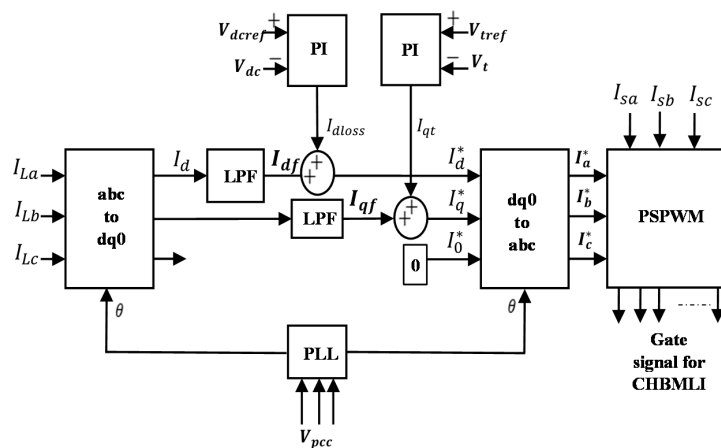 V_dcref
+
PI
V_dc
−
PI
+
V_tref
−
V_t
I_dloss
I_qt
I_sa
I_sb
I_sc
I_La
I_Lb
I_Lc
abc
to
dq0
I_d
LPF
I_df
+
+
I_d^*
LPF
I_qf
+
+
I_q^*
0
I_0^*
dq0
to
abc
I_a^*
I_b^*
I_c^*
PSPWM
θ
θ
PLL
V_pcc
Gate
signal for
CHBMLI